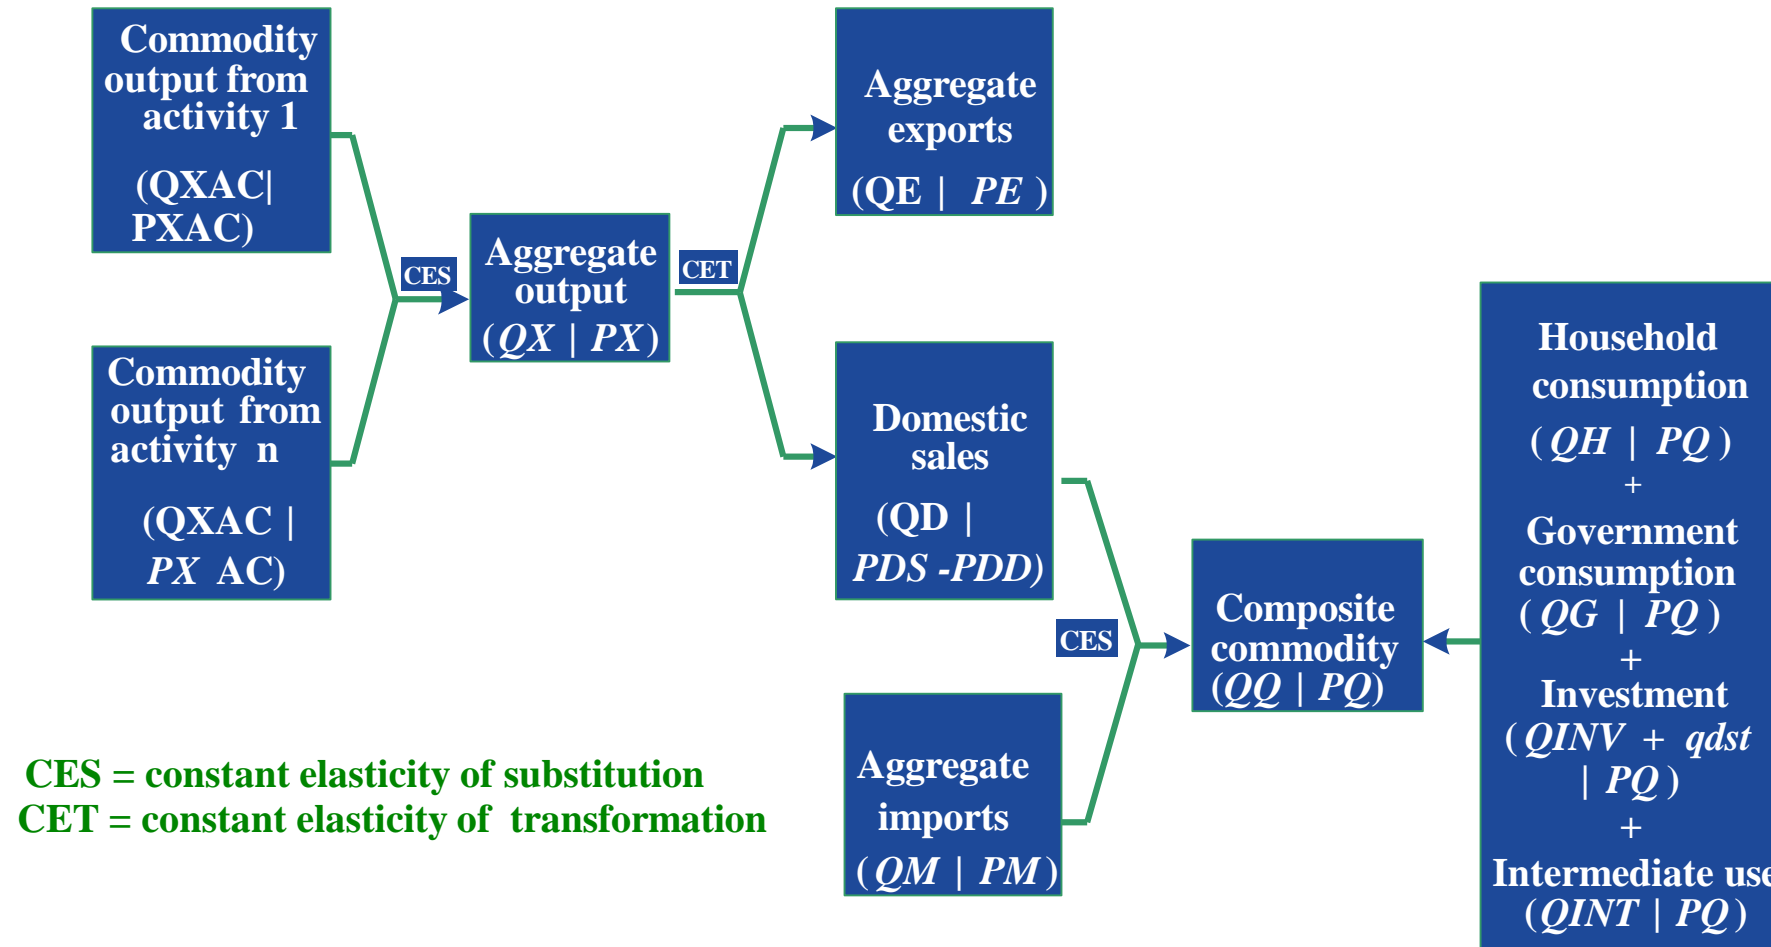 Commodity
output from
activity 1
(QXAC|
PXAC)
Commodity
output from
activity n
(QXAC |
PX AC)
CES
Aggregate
output
(QX | PX)
CET
Aggregate
exports
(QE | PE )
Domestic
sales
(QD |
PDS -PDD)
Aggregate
imports
(QM | PM)
CES
Composite
commodity
(QQ | PQ)
Household
consumption
(QH | PQ )
+
Government
consumption
(QG | PQ )
+
Investment
(QINV + qdst
| PQ )
+
Intermediate use
(QINT | PQ)
CES = constant elasticity of substitution
CET = constant elasticity of transformation